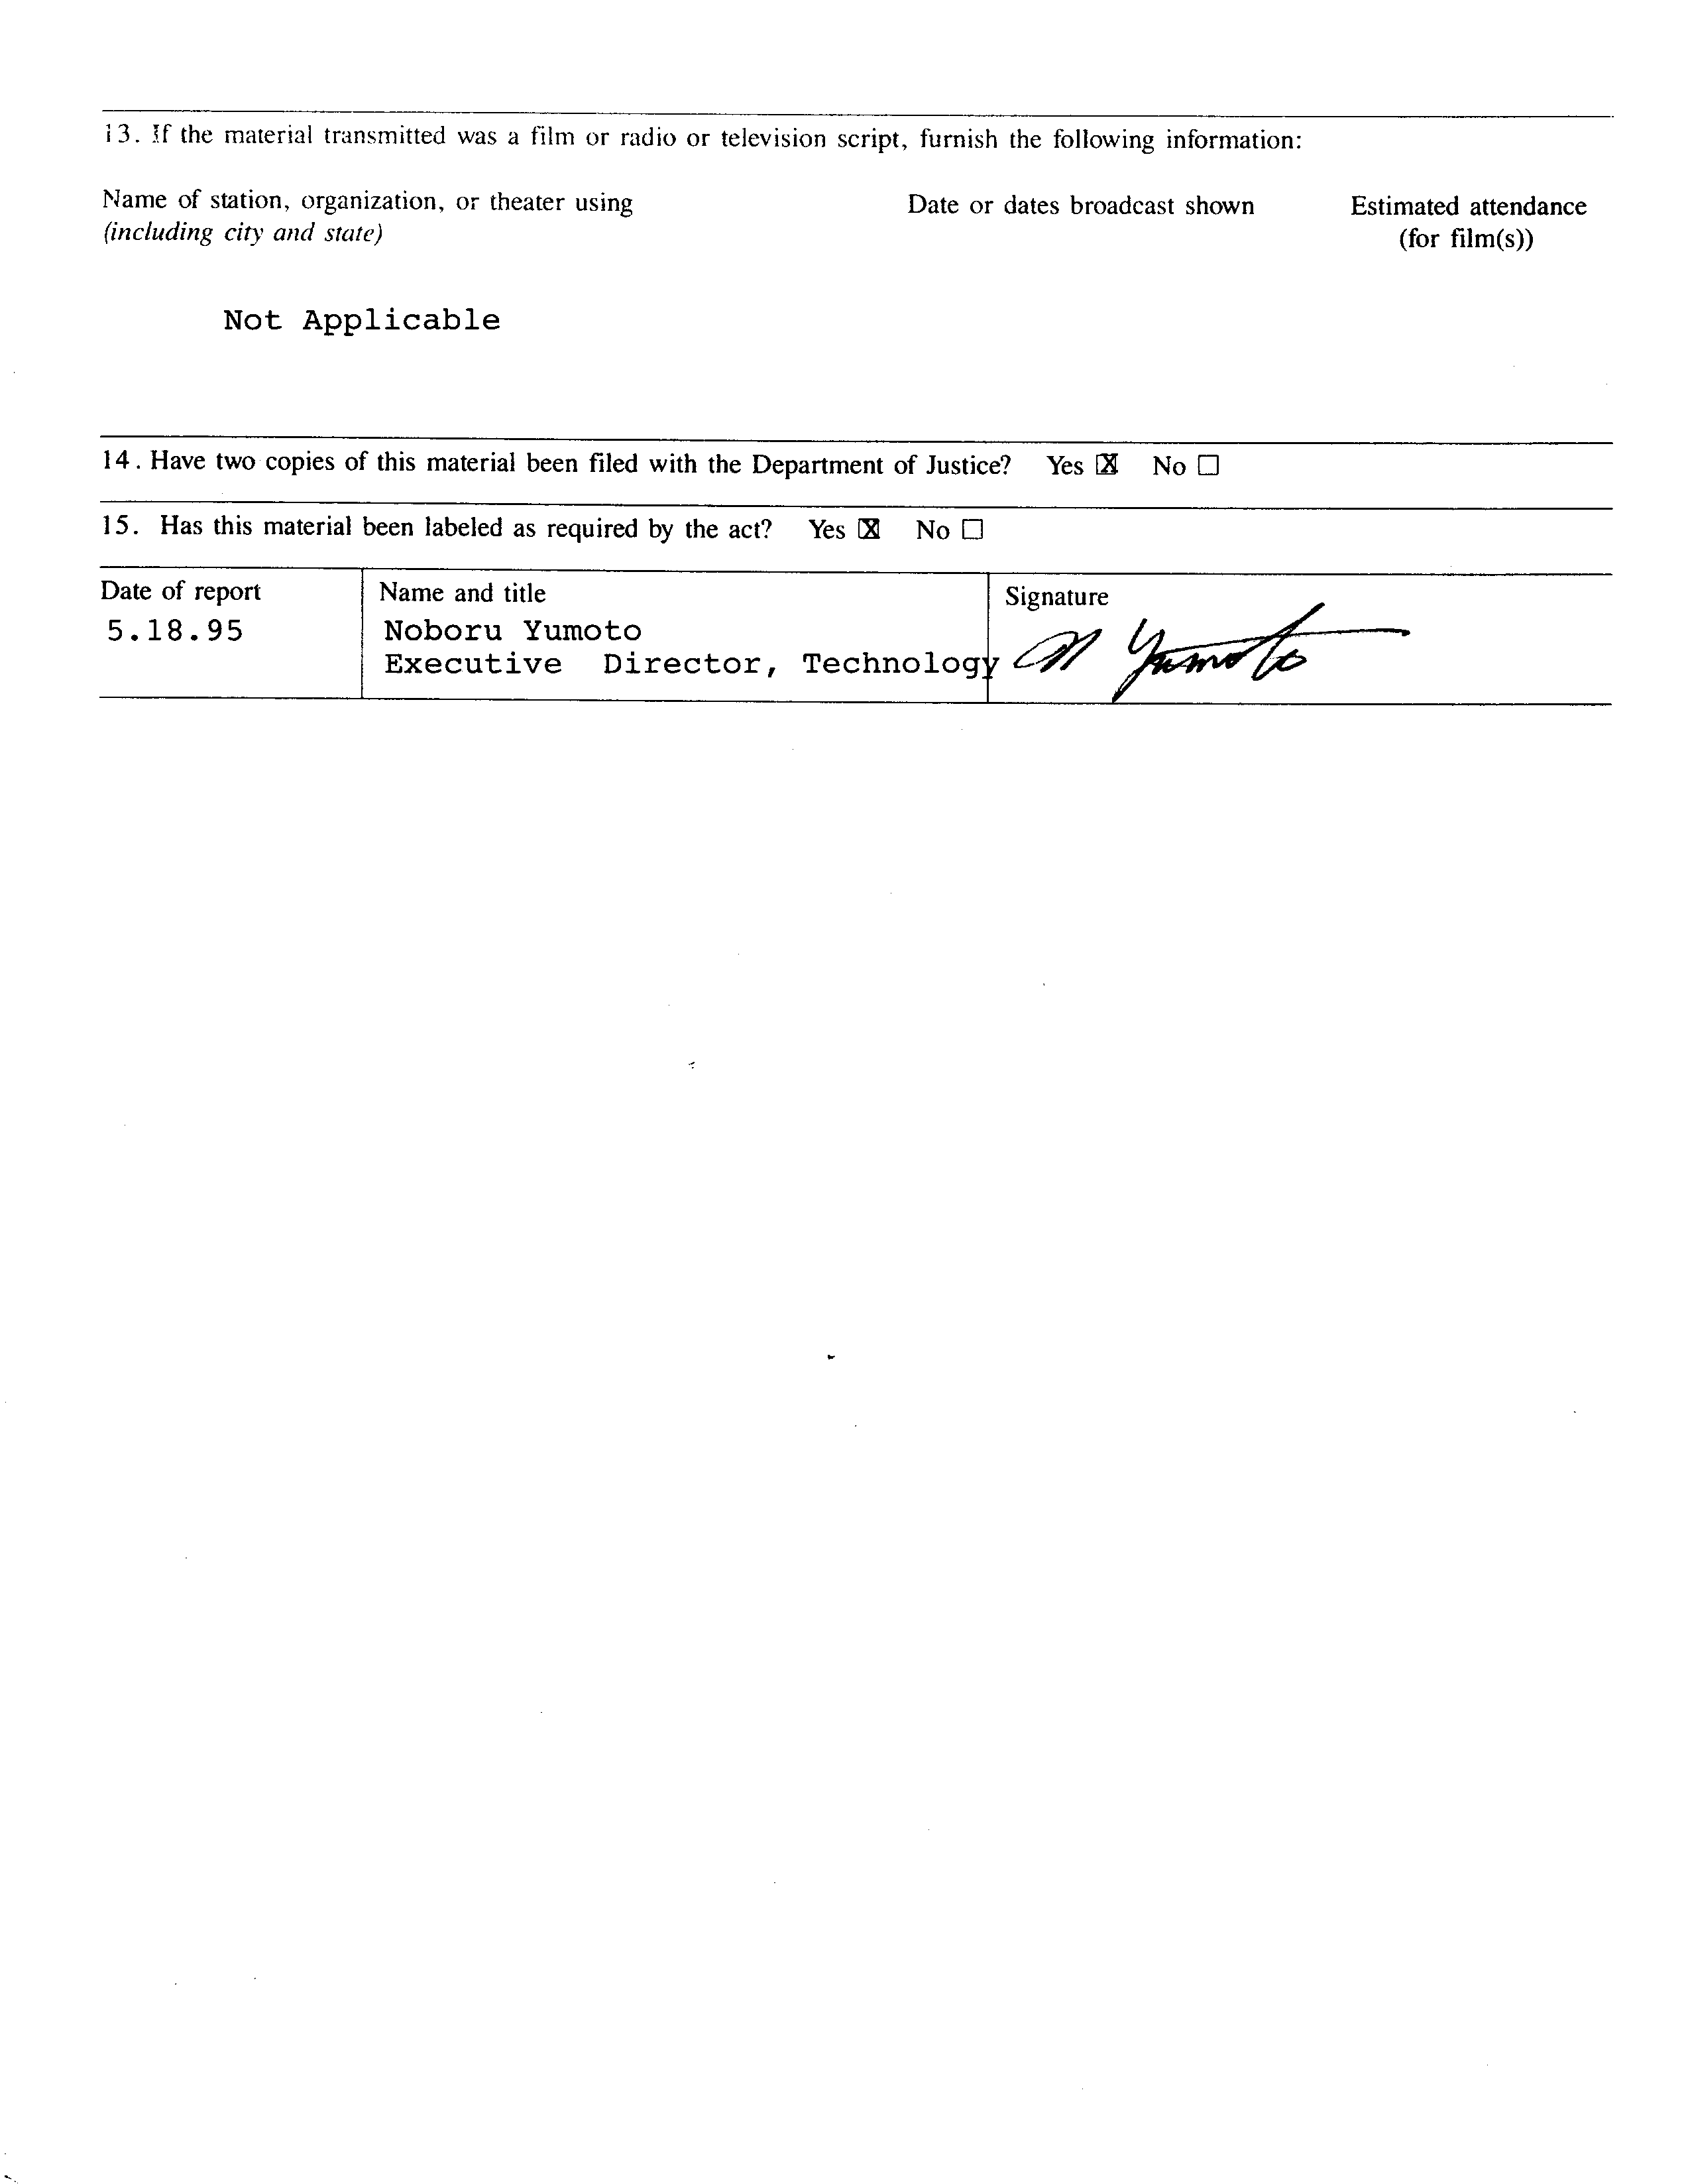 13. If the material transmitted was a film or radio or television script, furnish the following information:
Name of station, organization, or theater using
(including city and state)
Date or dates broadcast shown
Estimated attendance
(for film(s))
Not Applicable
14. Have two copies of this material been filed with the Department of Justice? Yes ☒ No ☐
15. Has this material been labeled as required by the act? Yes ☒ No ☐
Date of report
5.18.95
Name and title
Noboru Yumoto
Executive Director, Technology
Signature
N Yumoto